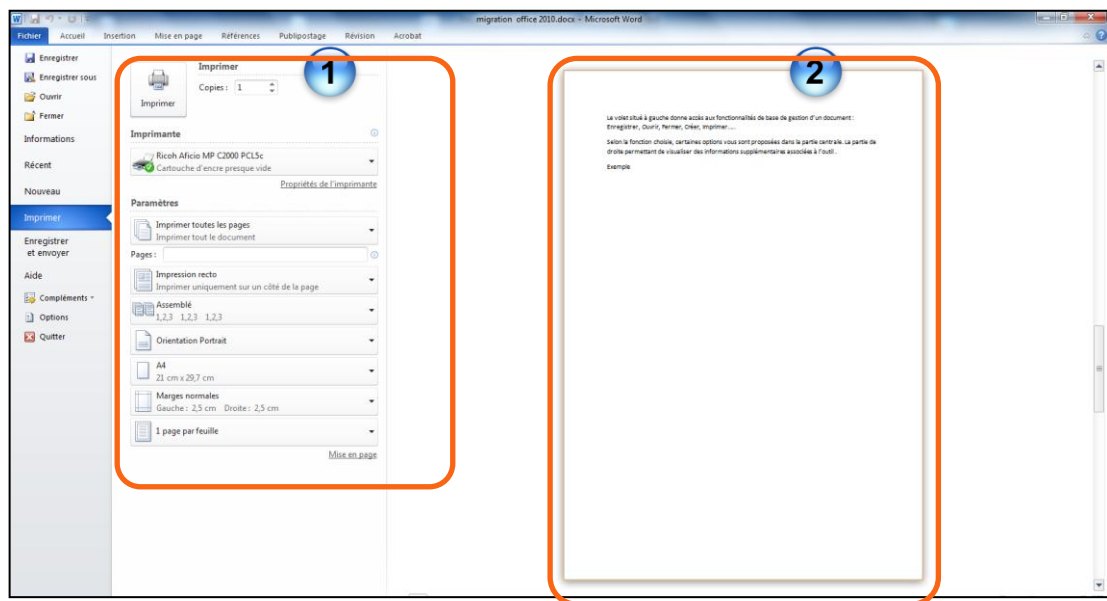 migration office 2010.docx - Microsoft Word
Fichier Accueil Insertion Mise en page Références Publipostage Révision Acrobat
Enregistrer
Enregistrer sous
Ouvrir
Fermer
Informations
Récent
Nouveau
Imprimer
Enregistrer
et envoyer
Aide
Compléments
Options
Quitter
1
Imprimer
Copies : 1
Imprimer
Imprimante
Ricoh Aficio MP C2000 PCL5c
Cartouche d'encre presque vide
Propriétés de l'imprimante
Paramètres
Imprimer toutes les pages
Imprimer tout le document
Pages :
Impression recto
Imprimer uniquement sur un côté de la page
Assemblé
1,2,3 1,2,3 1,2,3
Orientation Portrait
A4
21 cm x 29,7 cm
Marges normales
Gauche : 2,5 cm Droite : 2,5 cm
1 page par feuille
Mise en page
2
Le volet situé à gauche donne accès aux fonctionnalités de base de gestion d'un document :
Enregistrer, Ouvrir, Fermer, Créer, Imprimer....
Selon la fonction choisie, certaines options vous sont proposées dans la partie centrale. La partie de
droite permettant de visualiser des informations supplémentaires associées à l'outil .
Exemple